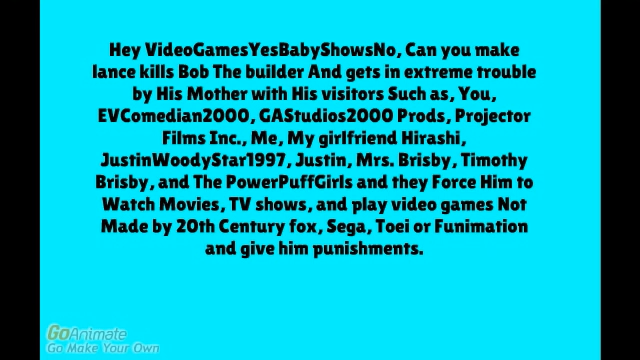 Hey VideoGamesYesBabyShowsNo, Can you make
lance kills Bob The builder And gets in extreme trouble
by His Mother with His visitors Such as, You,
EVComedian2000, GAStudios2000 Prods, Projector
Films Inc., Me, My girlfriend Hirashi,
JustinWoodyStar1997, Justin, Mrs. Brisby, Timothy
Brisby, and The PowerPuffGirls and they Force Him to
Watch Movies, TV shows, and play video games Not
Made by 20th Century fox, Sega, Toei or Funimation
and give him punishments.
GoAnimate
Go Make Your Own